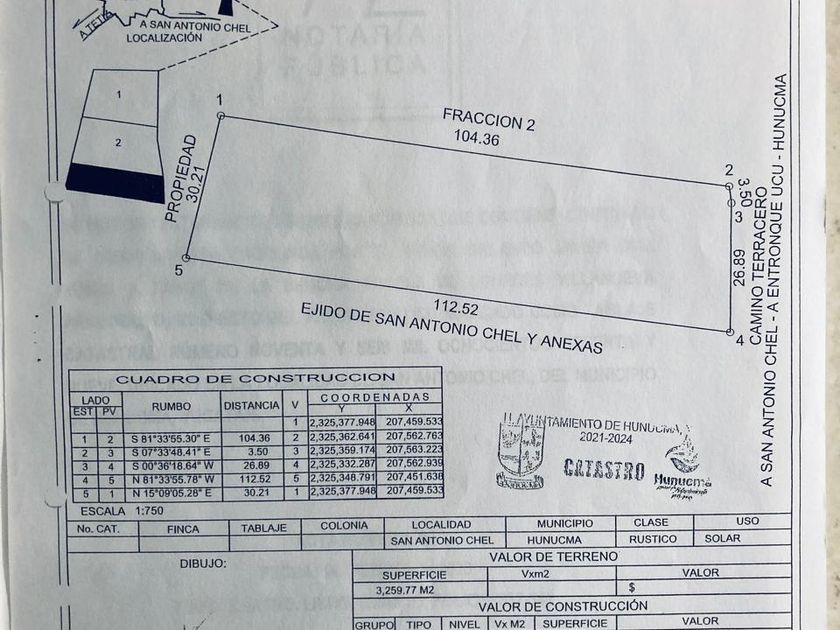 A TETIZ
A SAN ANTONIO CHEL
LOCALIZACIÓN
NOTARIA
PUBLICA
1
2
1
FRACCION 2
104.36
2
3.50
3
PROPIEDAD
30.21
26.89
5
112.52
4
EJIDO DE SAN ANTONIO CHEL Y ANEXAS
CAMINO TERRACERO
A SAN ANTONIO CHEL - A ENTRONQUE UCU - HUNUCMA
CUADRO DE CONSTRUCCION
LADO RUMBO DISTANCIA V COORDENADAS
EST PV Y X
1 2,325,377.948 207,459.533
1 2 S 81°33'55.30" E 104.36 2 2,325,362.641 207,562.763
2 3 S 07°33'48.41" E 3.50 3 2,325,359.174 207,563.223
3 4 S 00°36'18.64" W 26.89 4 2,325,332.287 207,562.939
4 5 N 81°33'55.78" W 112.52 5 2,325,348.791 207,451.638
5 1 N 15°09'05.28" E 30.21 1 2,325,377.948 207,459.533
ESCALA 1:750
H. AYUNTAMIENTO DE HUNUCMA, Y
2021-2024
CATASTRO
Hunucmá
No. CAT. FINCA TABLAJE COLONIA LOCALIDAD MUNICIPIO CLASE USO
SAN ANTONIO CHEL HUNUCMA RUSTICO SOLAR
DIBUJO:
VALOR DE TERRENO
SUPERFICIE Vxm2 VALOR
3,259.77 M2 $
VALOR DE CONSTRUCCIÓN
GRUPO TIPO NIVEL Vx M2 SUPERFICIE VALOR